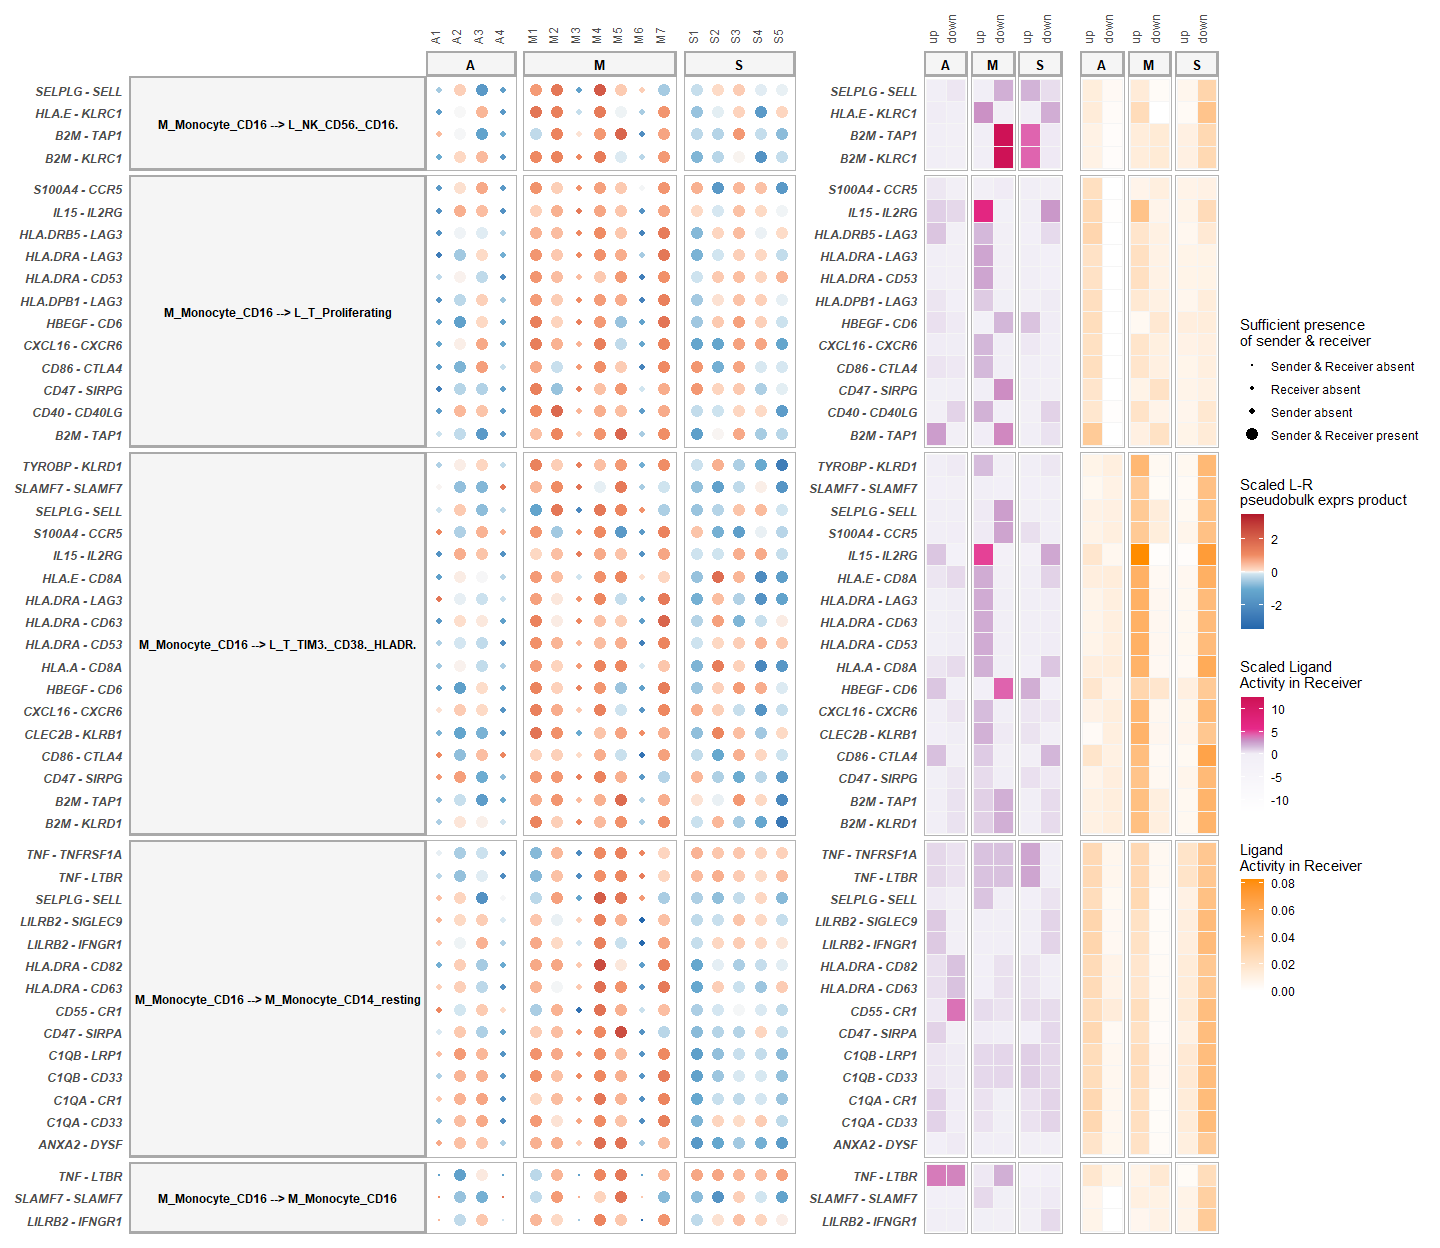 A1 A2 A3 A4 M1 M2 M3 M4 M5 M6 M7 S1 S2 S3 S4 S5 up down up down up down up down up down up down
A M S A M S A M S
SELPLG - SELL
HLA.E - KLRC1
M_Monocyte_CD16 --> L_NK_CD56._CD16.
B2M - TAP1
B2M - KLRC1
S100A4 - CCR5
IL15 - IL2RG
HLA.DRB5 - LAG3
HLA.DRA - LAG3
HLA.DRA - CD53
HLA.DPB1 - LAG3
M_Monocyte_CD16 --> L_T_Proliferating
HBEGF - CD6
CXCL16 - CXCR6
CD86 - CTLA4
CD47 - SIRPG
CD40 - CD40LG
B2M - TAP1
TYROBP - KLRD1
SLAMF7 - SLAMF7
SELPLG - SELL
S100A4 - CCR5
IL15 - IL2RG
HLA.E - CD8A
HLA.DRA - LAG3
HLA.DRA - CD63
HLA.DRA - CD53
M_Monocyte_CD16 --> L_T_TIM3._CD38._HLADR.
HLA.A - CD8A
HBEGF - CD6
CXCL16 - CXCR6
CLEC2B - KLRB1
CD86 - CTLA4
CD47 - SIRPG
B2M - TAP1
B2M - KLRD1
TNF - TNFRSF1A
TNF - LTBR
SELPLG - SELL
LILRB2 - SIGLEC9
LILRB2 - IFNGR1
HLA.DRA - CD82
HLA.DRA - CD63
M_Monocyte_CD16 --> M_Monocyte_CD14_resting
CD55 - CR1
CD47 - SIRPA
C1QB - LRP1
C1QB - CD33
C1QA - CR1
C1QA - CD33
ANXA2 - DYSF
TNF - LTBR
SLAMF7 - SLAMF7
M_Monocyte_CD16 --> M_Monocyte_CD16
LILRB2 - IFNGR1
Sufficient presence
of sender & receiver
Sender & Receiver absent
Receiver absent
Sender absent
Sender & Receiver present
Scaled L-R
pseudobulk exprs product
2
0
-2
Scaled Ligand
Activity in Receiver
10
5
0
-5
-10
Ligand
Activity in Receiver
0.08
0.06
0.04
0.02
0.00